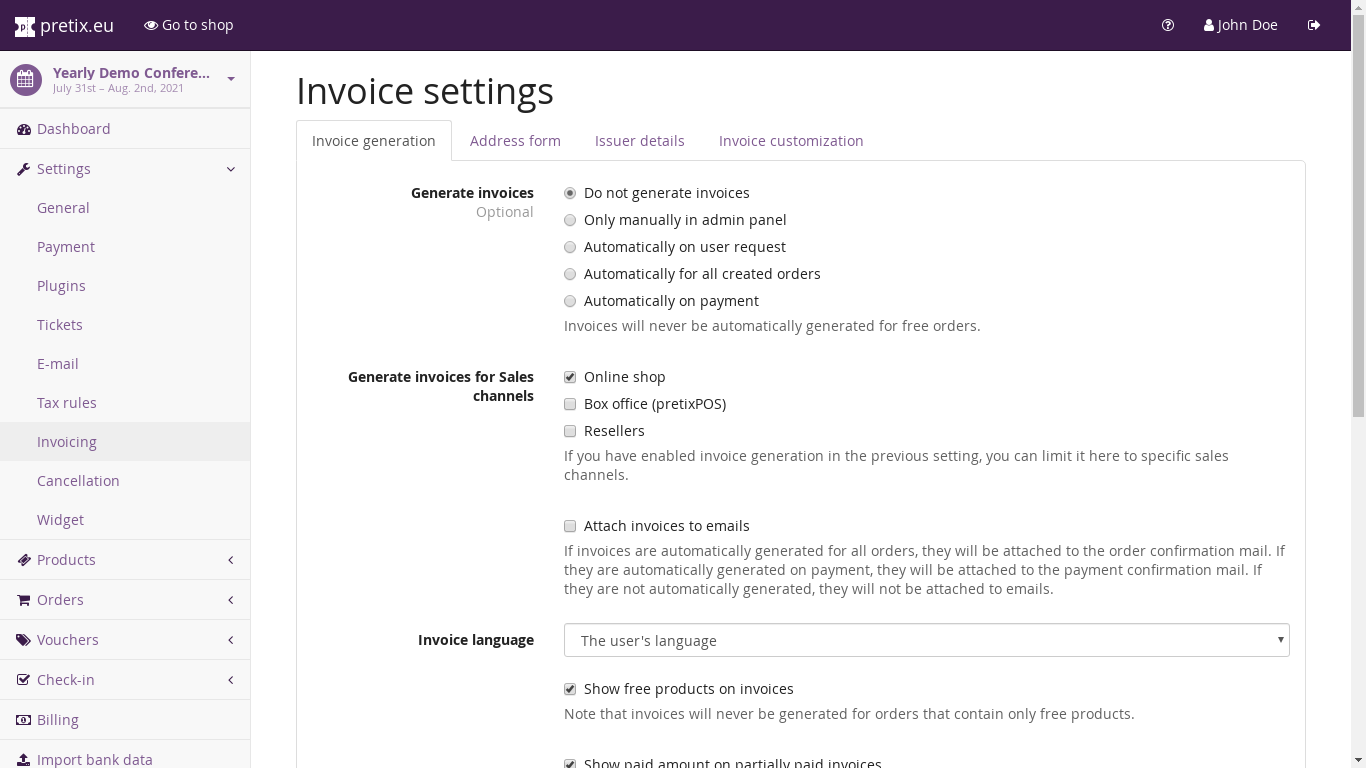 pretix.eu
Go to shop
John Doe
Yearly Demo Confere...
July 31st – Aug. 2nd, 2021
Dashboard
Settings
General
Payment
Plugins
Tickets
E-mail
Tax rules
Invoicing
Cancellation
Widget
Products
Orders
Vouchers
Check-in
Billing
Import bank data
Invoice settings
Invoice generation
Address form
Issuer details
Invoice customization
Generate invoices
Optional
Do not generate invoices
Only manually in admin panel
Automatically on user request
Automatically for all created orders
Automatically on payment
Invoices will never be automatically generated for free orders.
Generate invoices for Sales
channels
Online shop
Box office (pretixPOS)
Resellers
If you have enabled invoice generation in the previous setting, you can limit it here to specific sales
channels.
Attach invoices to emails
If invoices are automatically generated for all orders, they will be attached to the order confirmation mail. If
they are automatically generated on payment, they will be attached to the payment confirmation mail. If
they are not automatically generated, they will not be attached to emails.
Invoice language
The user's language
Show free products on invoices
Note that invoices will never be generated for orders that contain only free products.
Show paid amount on partially paid invoices